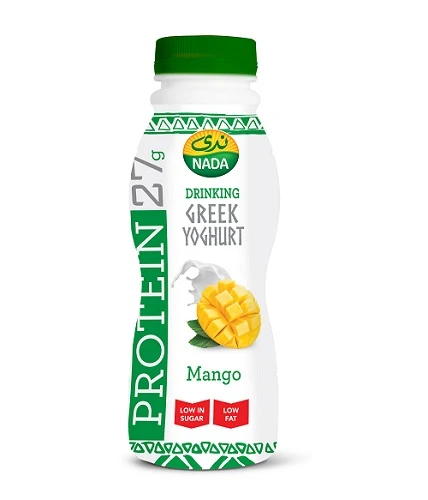 ندى
NADA
DRINKING
GREEK
YOGHURT
PROTEIN 27g
Mango
LOW IN
SUGAR
LOW
FAT